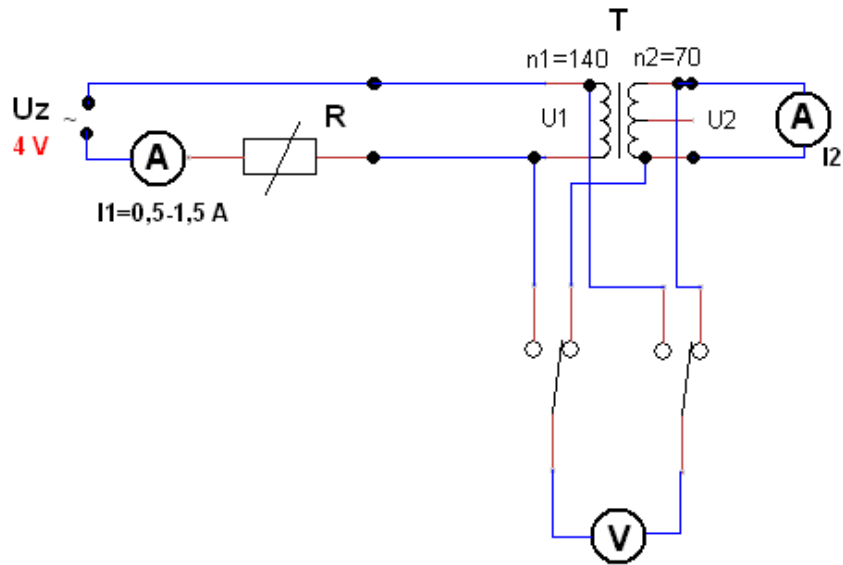 T
n1=140
n2=70
Uz
~
R
U1
U2
A
4 V
A
I2
I1=0,5-1,5 A
V